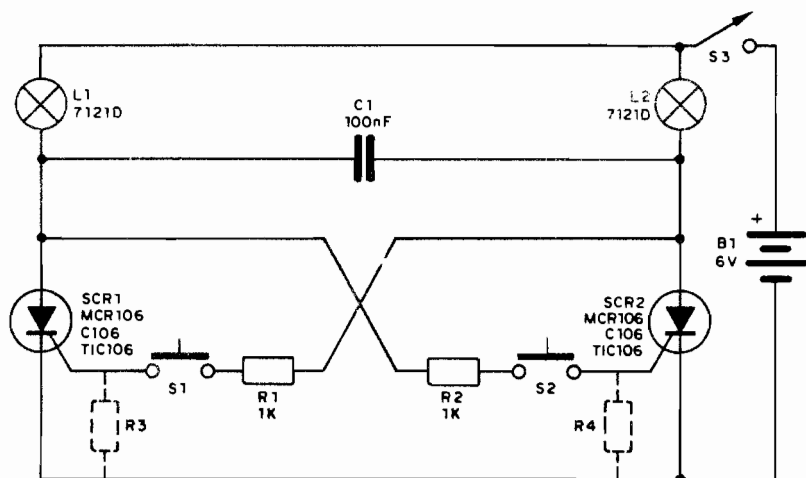 S3
L1
7121D
C1
100nF
L2
7121D
+
B1
6V
SCR1
MCR106
C106
TIC106
SCR2
MCR106
C106
TIC106
S1
R1
1K
R2
1K
S2
R3
R4